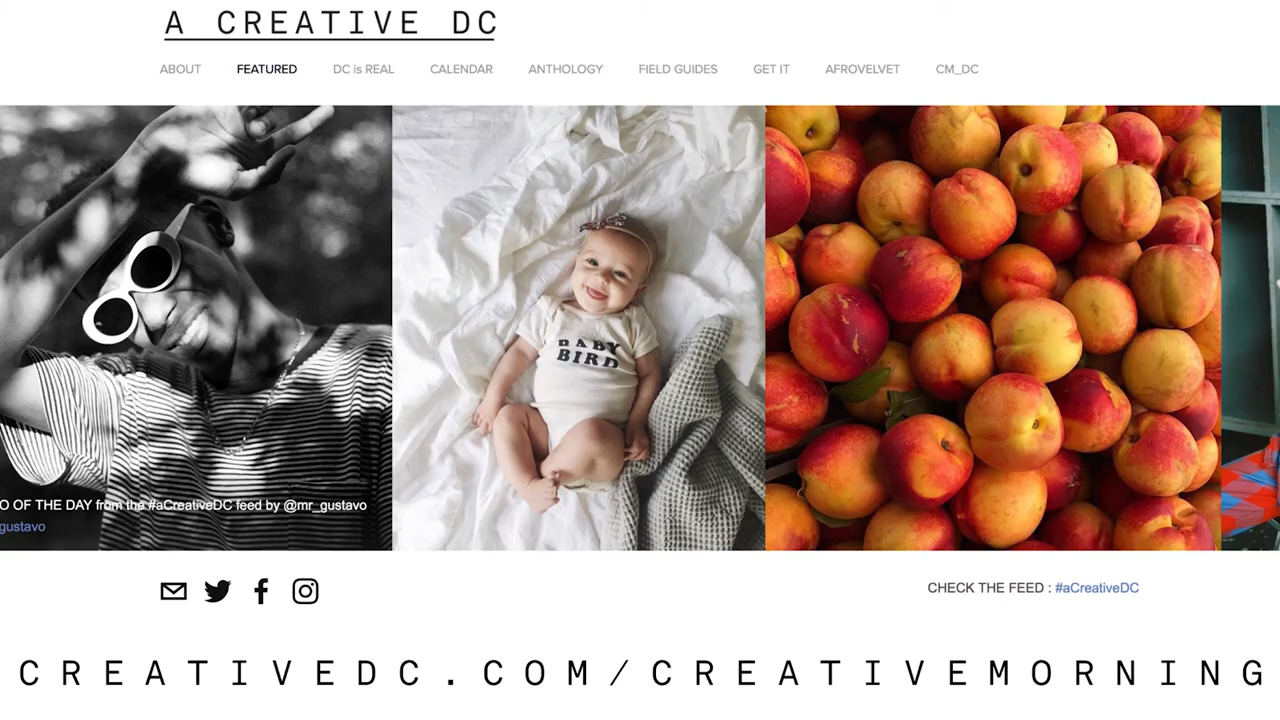 A CREATIVE DC
ABOUT FEATURED DC is REAL CALENDAR ANTHOLOGY FIELD GUIDES GET IT AFROVELVET CM_DC
BABY
BIRD
O OF THE DAY from the #aCreativeDC feed by @mr_gustavo
gustavo
CHECK THE FEED : #aCreativeDC
CREATIVEDC.COM/CREATIVEMORNING